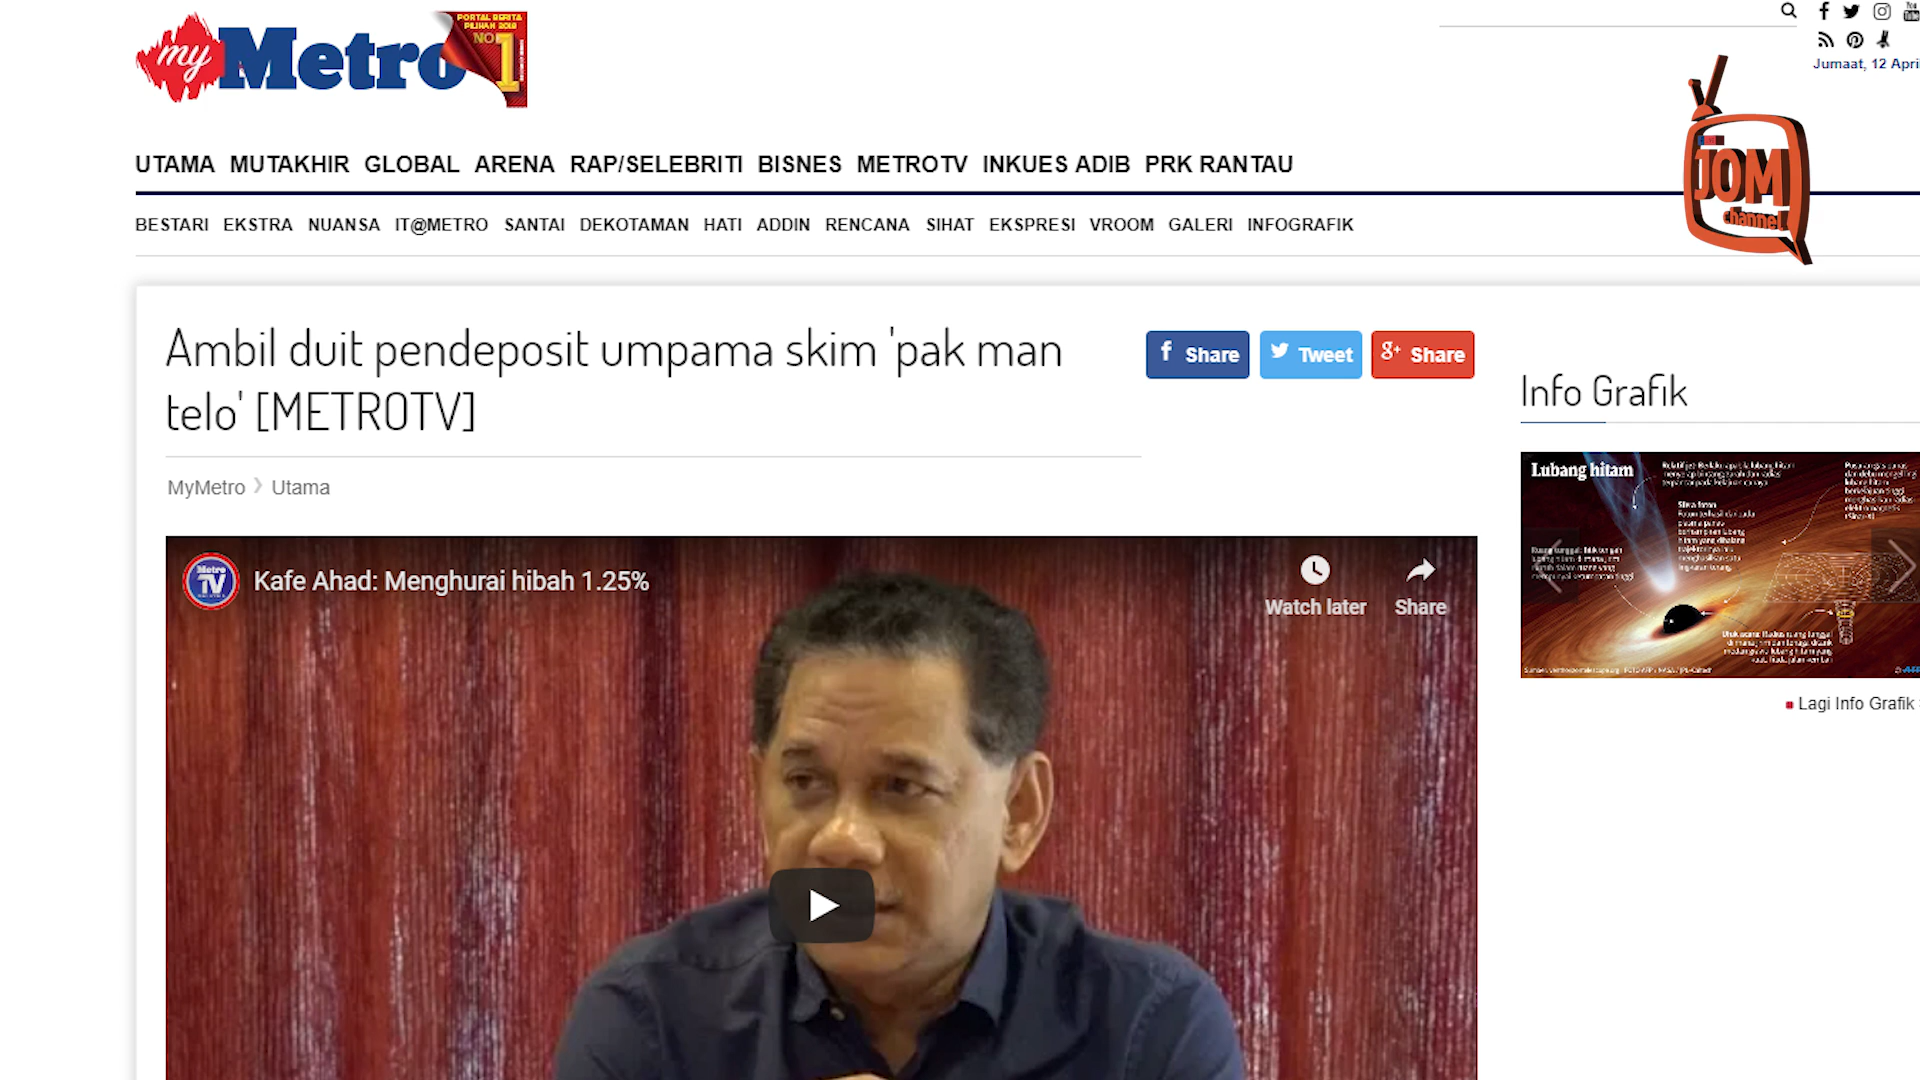 my Metro
PORTAL BERITA
PILIHAN 2018
NO 1
You
Tube
Jumaat, 12 Apri
JOM
channel
UTAMA MUTAKHIR GLOBAL ARENA RAP/SELEBRITI BISNES METROTV INKUES ADIB PRK RANTAU
BESTARI EKSTRA NUANSA IT@METRO SANTAI DEKOTAMAN HATI ADDIN RENCANA SIHAT EKSPRESI VROOM GALERI INFOGRAFIK
Ambil duit pendeposit umpama skim 'pak man
telo' [METROTV]
Share
Tweet
g+ Share
MyMetro > Utama
Metro
TV
Kafe Ahad: Menghurai hibah 1.25%
Watch later
Share
Info Grafik
Lubang hitam
Lagi Info Grafik